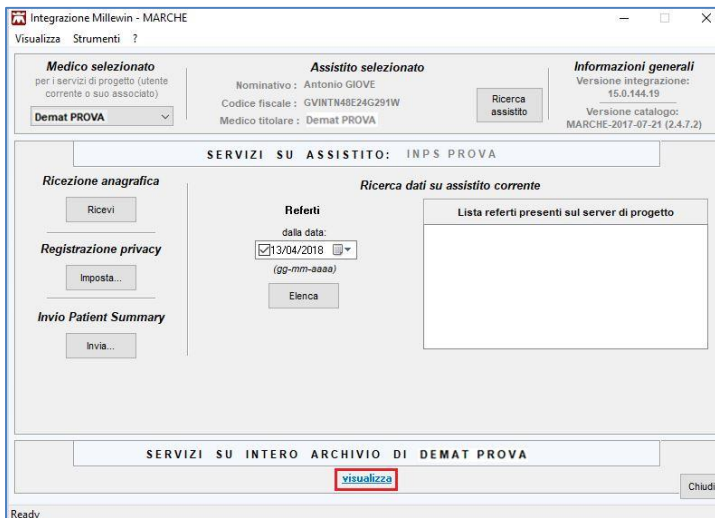 Integrazione Millewin - MARCHE
Visualizza Strumenti ?
Medico selezionato
per i servizi di progetto (utente
corrente o suo associato)
Demat PROVA
Assistito selezionato
Nominativo : Antonio GIOVE
Codice fiscale : GVINTN48E24G291W
Medico titolare : Demat PROVA
Ricerca
assistito
Informazioni generali
Versione integrazione:
15.0.144.19
Versione catalogo:
MARCHE-2017-07-21 (2.4.7.2)
SERVIZI SU ASSISTITO: INPS PROVA
Ricezione anagrafica
Ricevi
Registrazione privacy
Imposta...
Invio Patient Summary
Invia...
Ricerca dati su assistito corrente
Referti
dalla data:
13/04/2018
(gg-mm-aaaa)
Elenca
Lista referti presenti sul server di progetto
SERVIZI SU INTERO ARCHIVIO DI DEMAT PROVA
visualizza
Chiudi
Ready